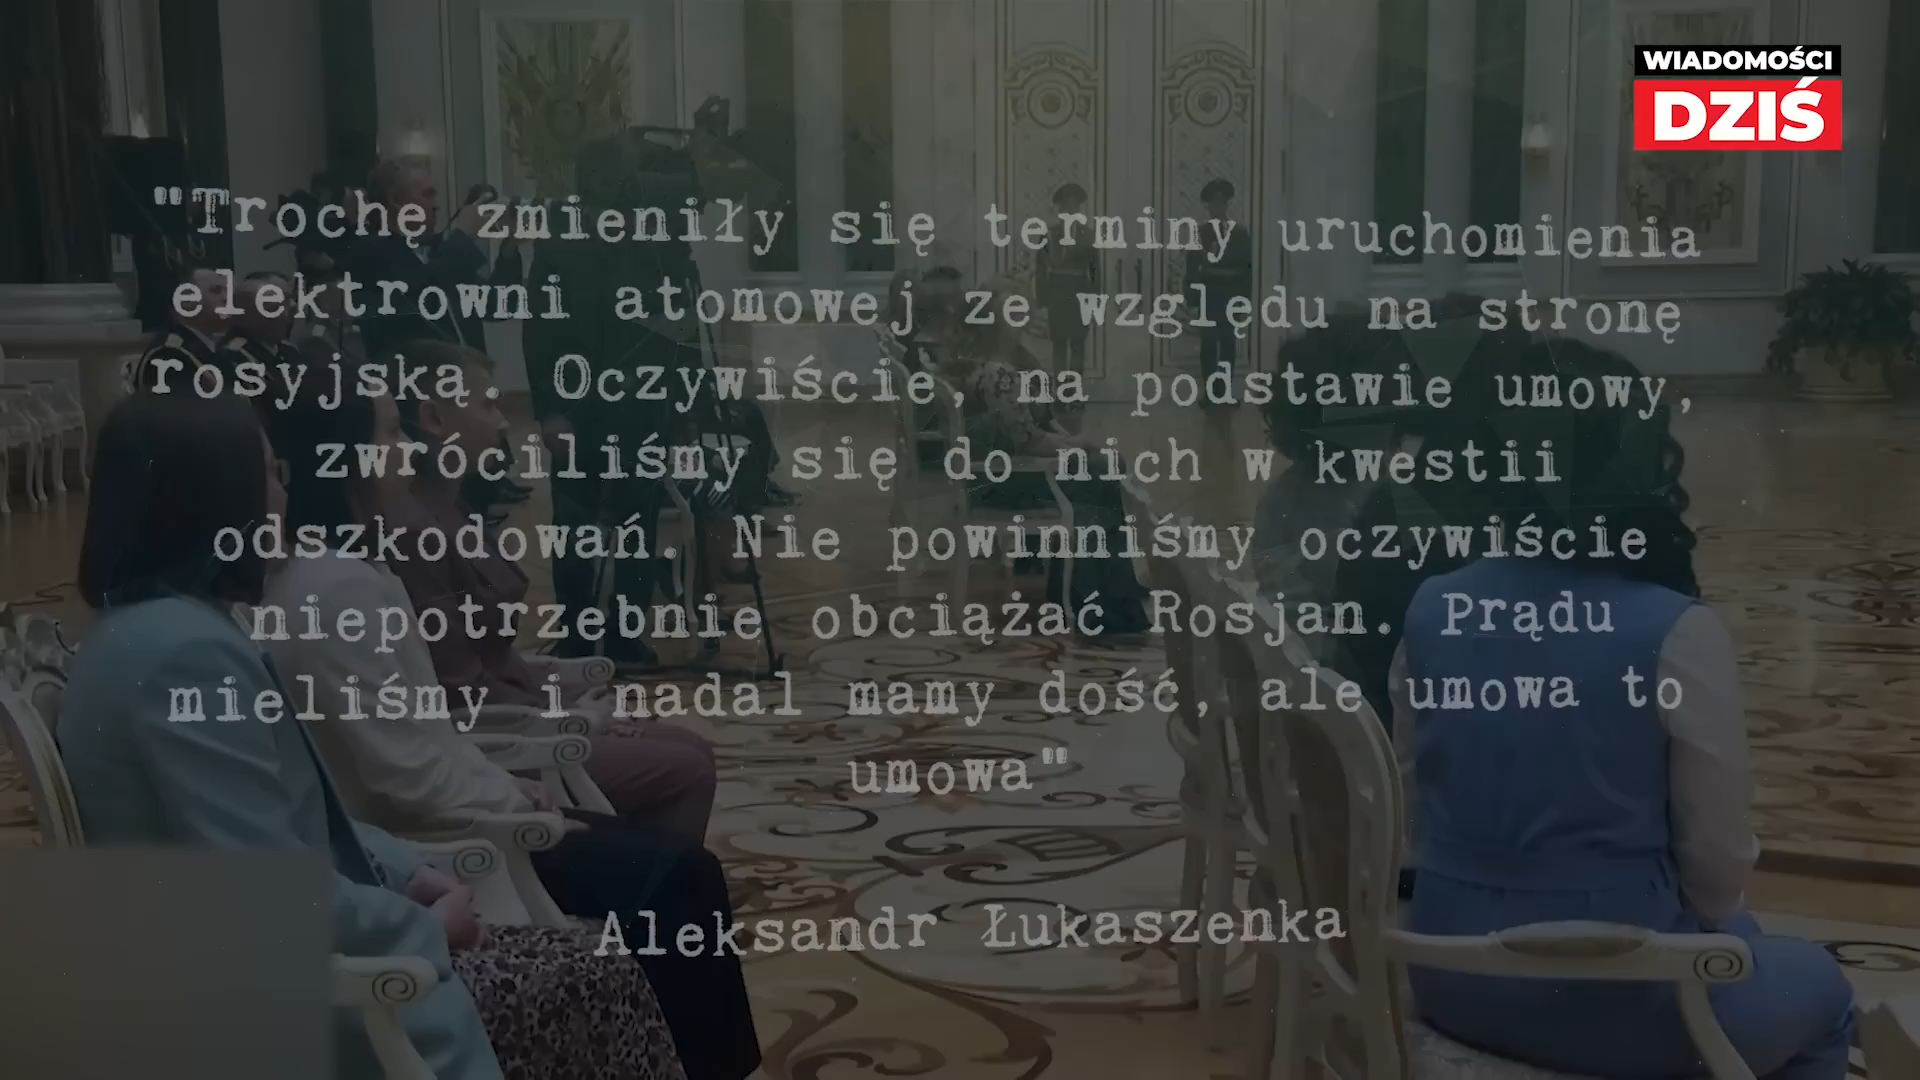 WIADOMOŚCI
DZIŚ
"Trochę zmieniły się terminy uruchomienia
elektrowni atomowej ze względu na stronę
rosyjską. Oczywiście, na podstawie umowy,
zwróciliśmy się do nich w kwestii
odszkodowań. Nie powinniśmy oczywiście
niepotrzebnie obciążać Rosjan. Prądu
mieliśmy i nadal mamy dość, ale umowa to
umowa"
Aleksandr Łukaszenka